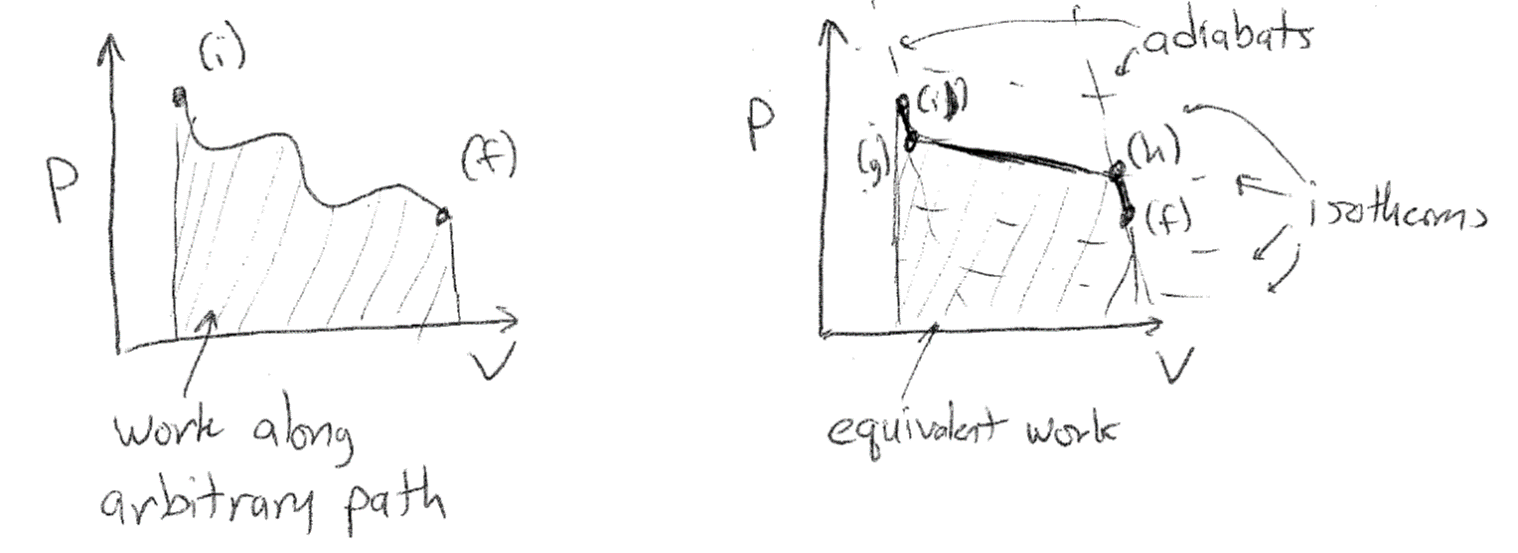 (i)
P
(f)
V
work along
arbitrary path
adiabats
P
(i)
(g)
(h)
(f)
isotherms
V
equivalent work